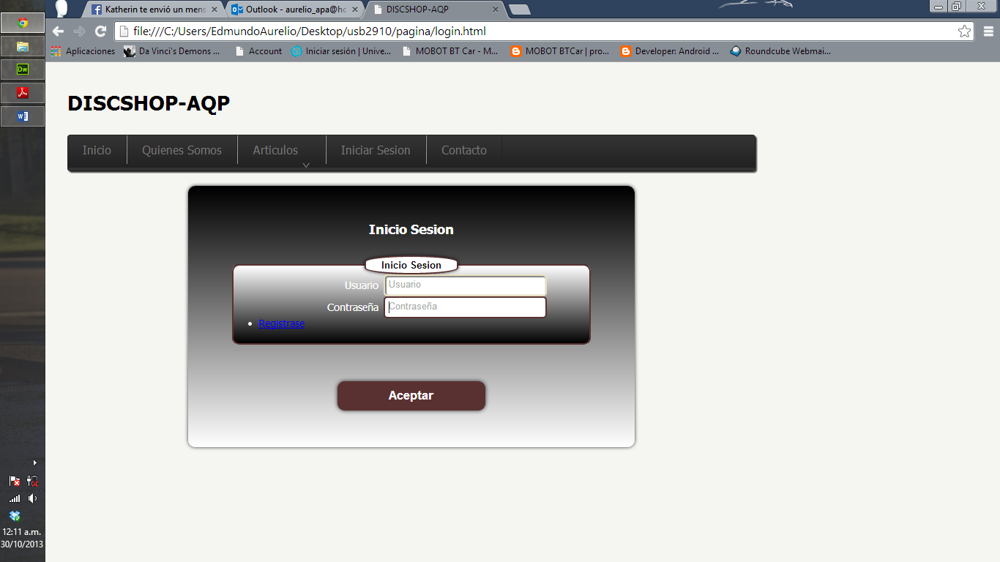 Katherin te envió un mens
Outlook - aurelio_apa@hc
DISCSHOP-AQP
file:///C:/Users/EdmundoAurelio/Desktop/usb2910/pagina/login.html
Aplicaciones
Da Vinci's Demons ...
Account
Iniciar sesión | Unive...
MOBOT BT Car - M...
MOBOT BTCar | pro...
Developer: Android ...
Roundcube Webmai...
DISCSHOP-AQP
Inicio
Quienes Somos
Articulos
Iniciar Sesion
Contacto
Inicio Sesion
Inicio Sesion
Usuario Usuario
Contraseña Contraseña
Registrase
Aceptar
Dw
12:11 a.m.
30/10/2013